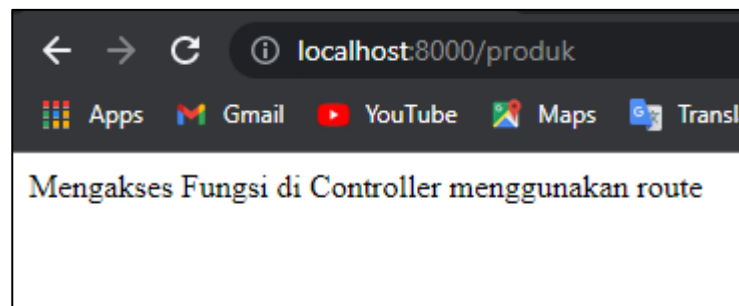 localhost:8000/produk
Apps Gmail YouTube Maps Transl
Mengakses Fungsi di Controller menggunakan route